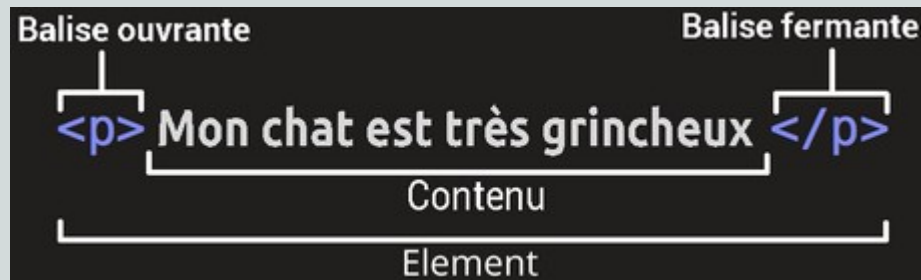 Balise ouvrante Balise fermante
<p> Mon chat est très grincheux </p>
Contenu
Element